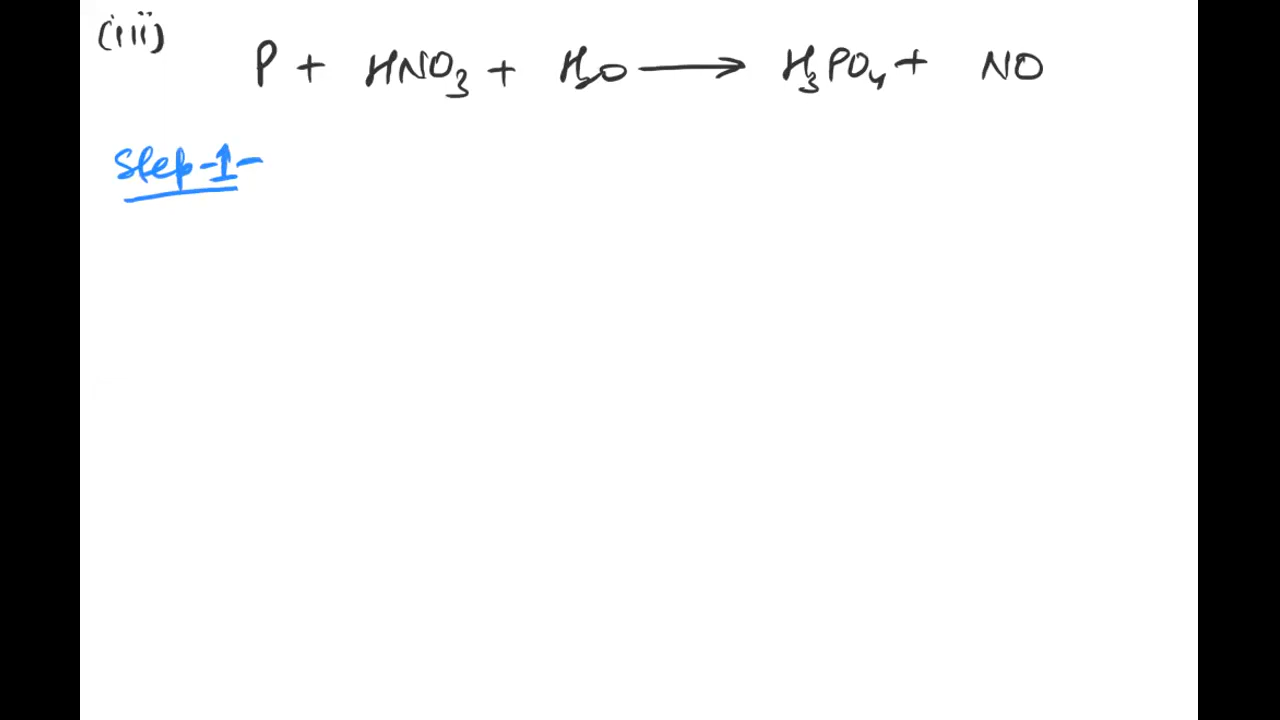 (iii) P + HNO₃ + H₂O ⟶ H₃PO₄ + NO
Step-1-